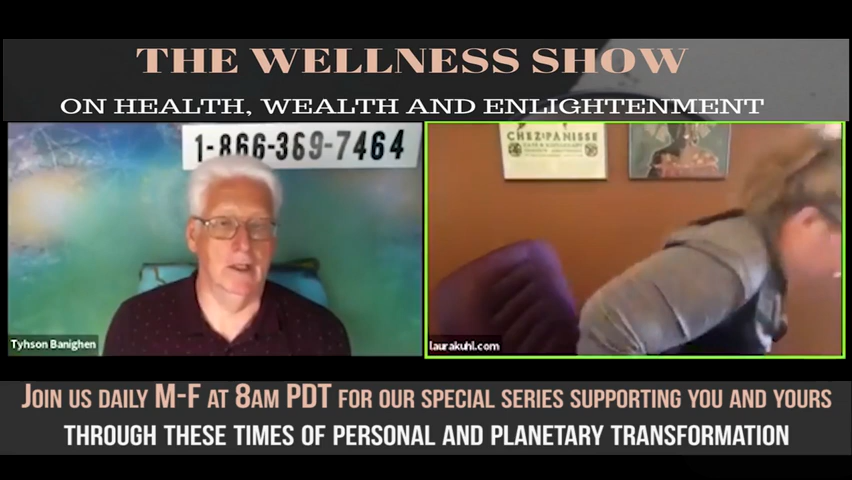 THE WELLNESS SHOW
ON HEALTH, WEALTH AND ENLIGHTENMENT
1-866-369-7464
CHEZ PANISSE
Tyhson Banighen
laurakuhl.com
JOIN US DAILY M-F AT 8AM PDT FOR OUR SPECIAL SERIES SUPPORTING YOU AND YOURS
THROUGH THESE TIMES OF PERSONAL AND PLANETARY TRANSFORMATION